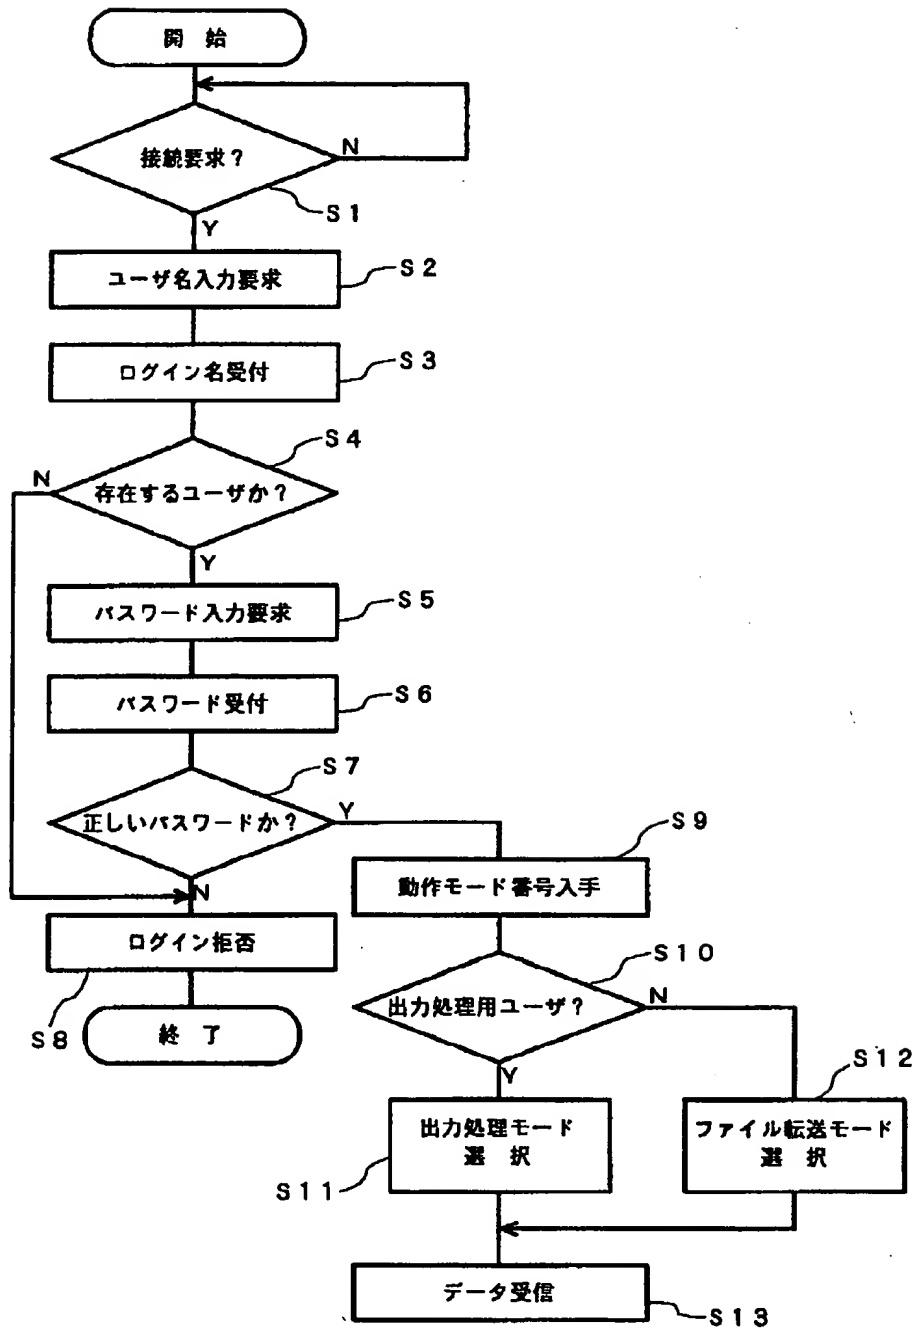 開 始
接続要求?
N
S1
Y
ユーザ名入力要求
S2
ログイン名受付
S3
S4
N
存在するユーザか?
Y
パスワード入力要求
S5
パスワード受付
S6
S7
正しいパスワードか?
Y
N
ログイン拒否
S8
終 了
S9
動作モード番号入手
S10
出力処理用ユーザ?
N
Y
S12
出力処理モード
選 択
S11
ファイル転送モード
選 択
データ受信
S13